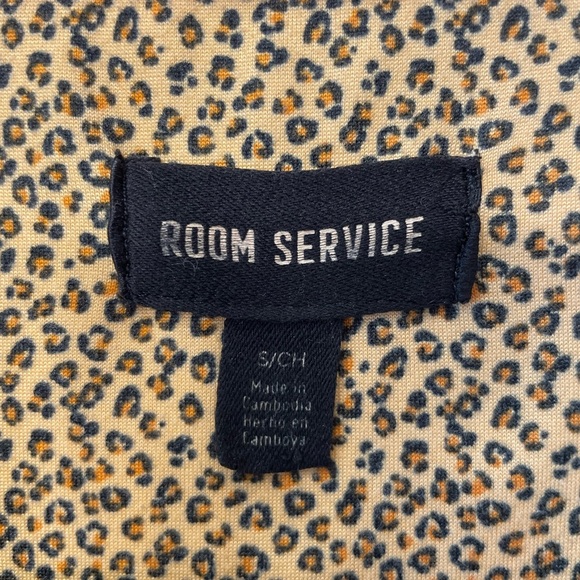 ROOM SERVICE
S/CH
Made in
Cambodia
Hecho en
Camboya